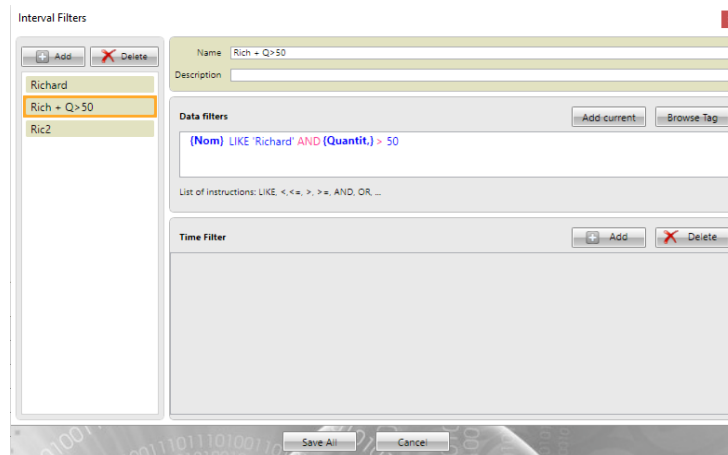 Interval Filters
Add Delete
Richard
Rich + Q>50
Ric2
Name Rich + Q>50
Description
Data filters Add current Browse Tag
{Nom} LIKE 'Richard' AND {Quantit,} > 50
List of instructions: LIKE, <,<=, >, >=, AND, OR, ...
Time Filter Add Delete
Save All Cancel